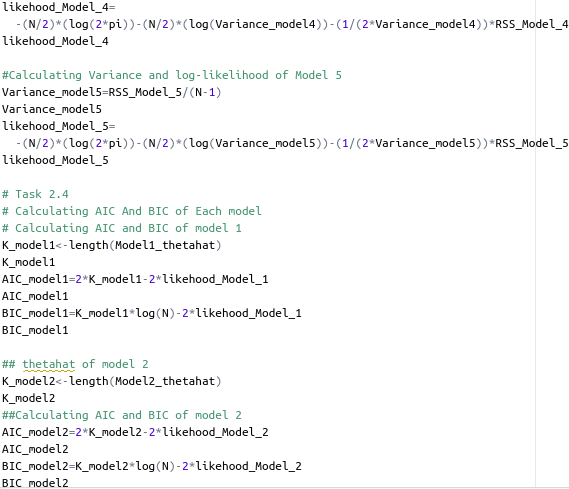 likehood_Model_4=
-(N/2)*(log(2*pi))-(N/2)*(log(Variance_model4))-(1/(2*Variance_model4))*RSS_Model_4
likehood_Model_4
#Calculating Variance and log-likelihood of Model 5
Variance_model5=RSS_Model_5/(N-1)
Variance_model5
likehood_Model_5=
-(N/2)*(log(2*pi))-(N/2)*(log(Variance_model5))-(1/(2*Variance_model5))*RSS_Model_5
likehood_Model_5
# Task 2.4
# Calculating AIC And BIC of Each model
# Calculating AIC and BIC of model 1
K_model1<-length(Model1_thetahat)
K_model1
AIC_model1=2*K_model1-2*likehood_Model_1
AIC_model1
BIC_model1=K_model1*log(N)-2*likehood_Model_1
BIC_model1
## thetahat of model 2
K_model2<-length(Model2_thetahat)
K_model2
##Calculating AIC and BIC of model 2
AIC_model2=2*K_model2-2*likehood_Model_2
AIC_model2
BIC_model2=K_model2*log(N)-2*likehood_Model_2
BIC_model2